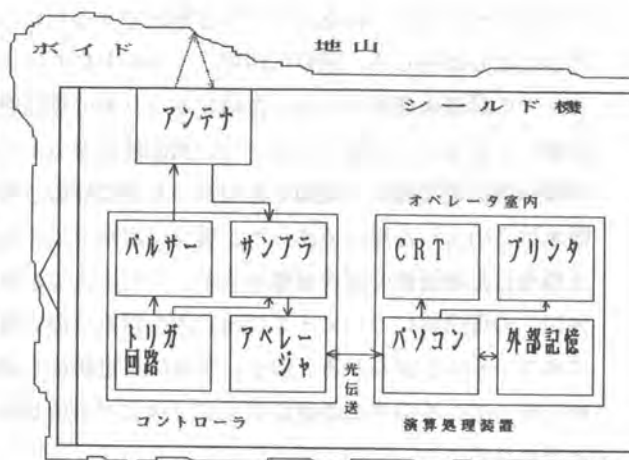 ボイド
地山
シールド機
アンテナ
オペレータ室内
パルサー
サンプラ
CRT
プリンタ
トリガ
回路
アベレー
ジャ
パソコン
外部記憶
光伝送
コントローラ
演算処理装置